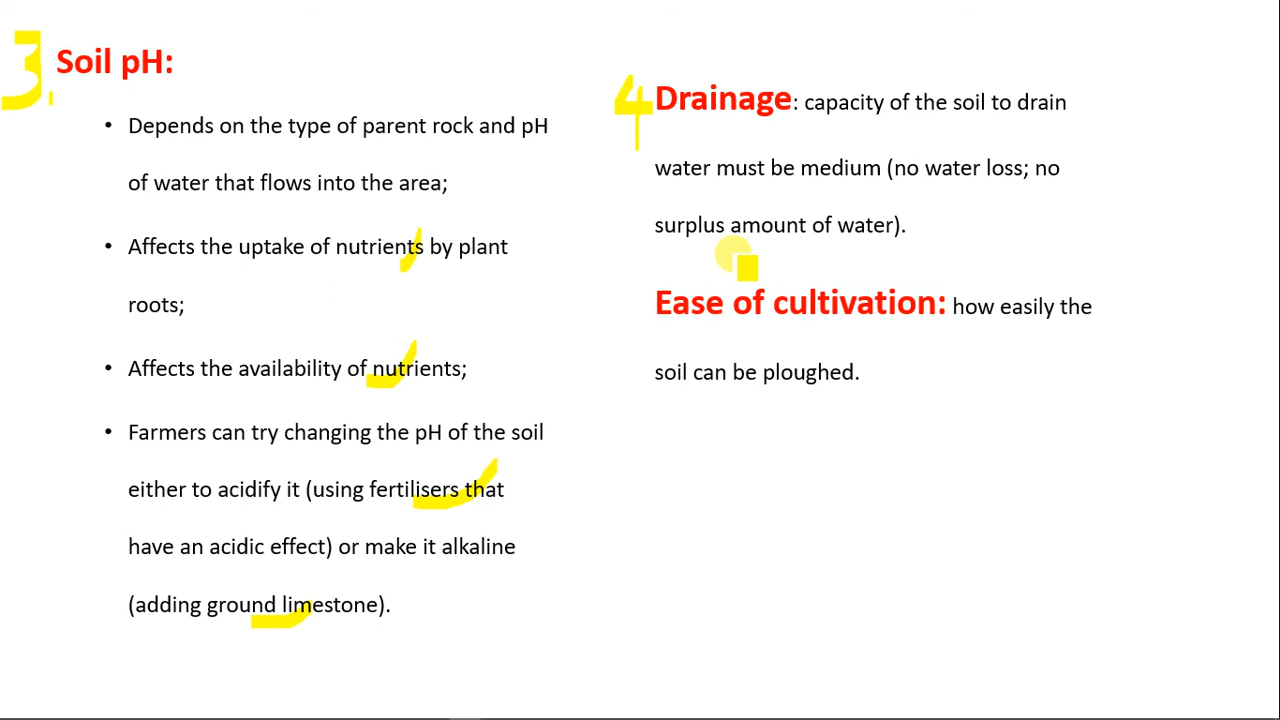 3.
Soil pH:
• Depends on the type of parent rock and pH
of water that flows into the area;
• Affects the uptake of nutrients by plant
roots;
• Affects the availability of nutrients;
• Farmers can try changing the pH of the soil
either to acidify it (using fertilisers that
have an acidic effect) or make it alkaline
(adding ground limestone).
4
Drainage: capacity of the soil to drain
water must be medium (no water loss; no
surplus amount of water).
Ease of cultivation: how easily the
soil can be ploughed.